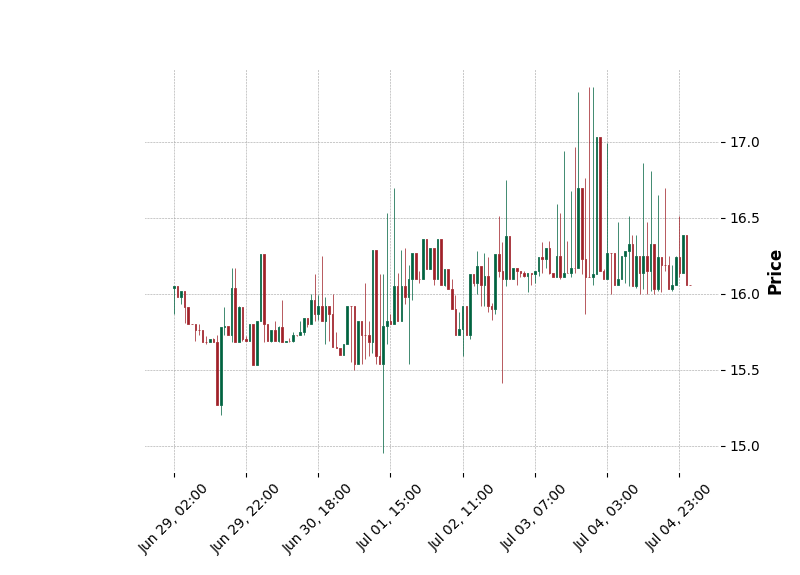 17.0
16.5
16.0
15.5
15.0
Price
Jun 29, 02:00
Jun 29, 22:00
Jun 30, 18:00
Jul 01, 15:00
Jul 02, 11:00
Jul 03, 07:00
Jul 04, 03:00
Jul 04, 23:00